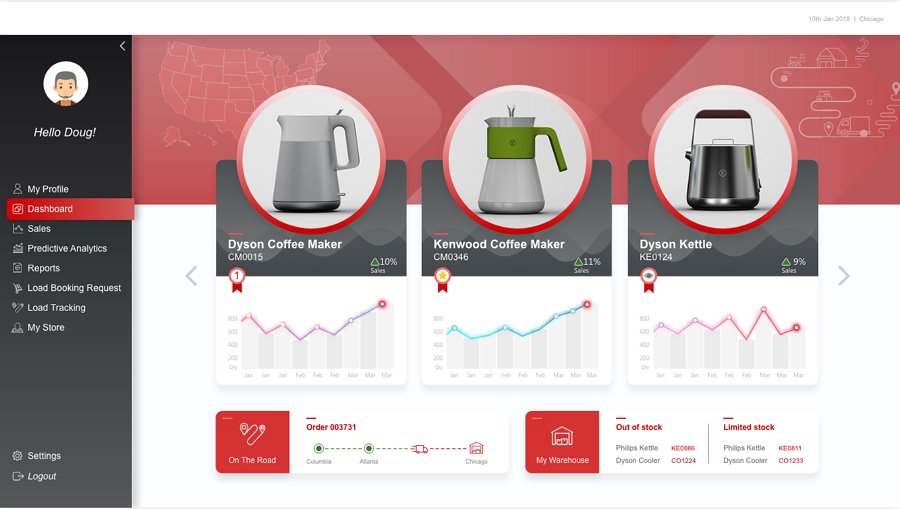 10th Jan 2018 I Chicago
Hello Doug!
My Profile
Dashboard
Sales
Predictive Analytics
Reports
Load Booking Request
Load Tracking
My Store
Settings
Logout
Dyson Coffee Maker
CM0015
10%
Sales
1
800
600
400
200
Qty
Jan Jan Jan Feb Feb Feb Mar Mar Mar
Kenwood Coffee Maker
CM0346
11%
Sales
800
600
400
200
Qty
Jan Jan Jan Feb Feb Feb Mar Mar Mar
Dyson Kettle
KE0124
9%
Sales
800
600
400
200
Qty
Jan Jan Jan Feb Feb Feb Mar Mar Mar
On The Road
Order 003731
Columbia Atlanta Chicago
My Warehouse
Out of stock
Philips Kettle KE0886
Dyson Cooler CO1224
Limited stock
Philips Kettle KE0811
Dyson Cooler CO1233